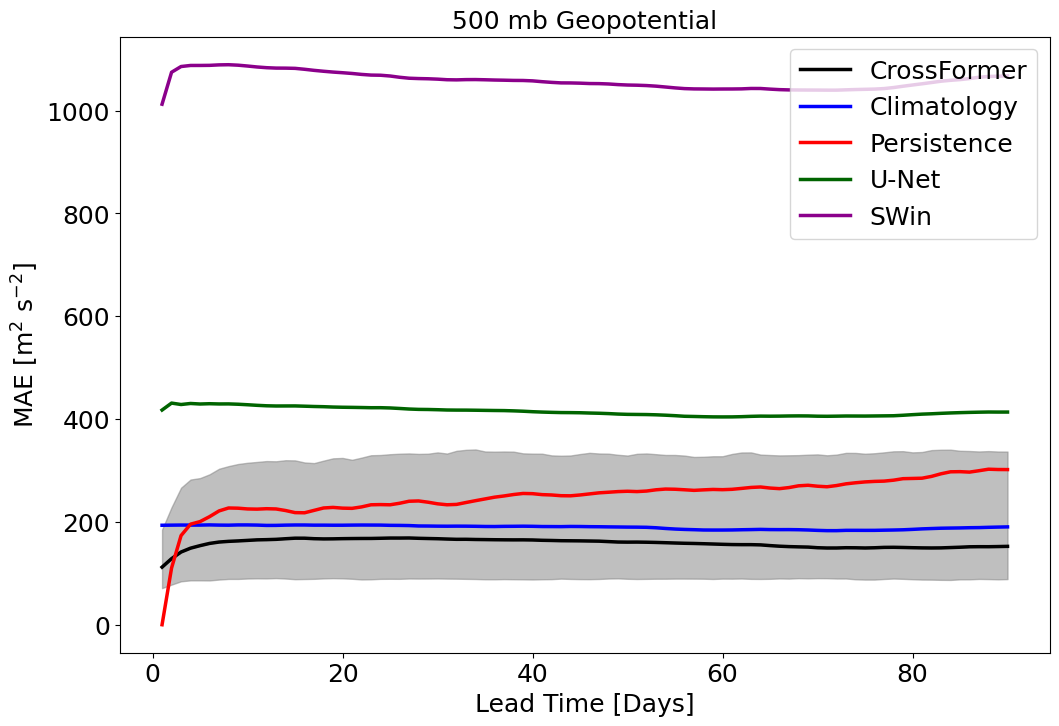 500 mb Geopotential
1000
800
600
400
200
0
MAE [m² s⁻²]
0 20 40 60 80
Lead Time [Days]
CrossFormer
Climatology
Persistence
U-Net
SWin